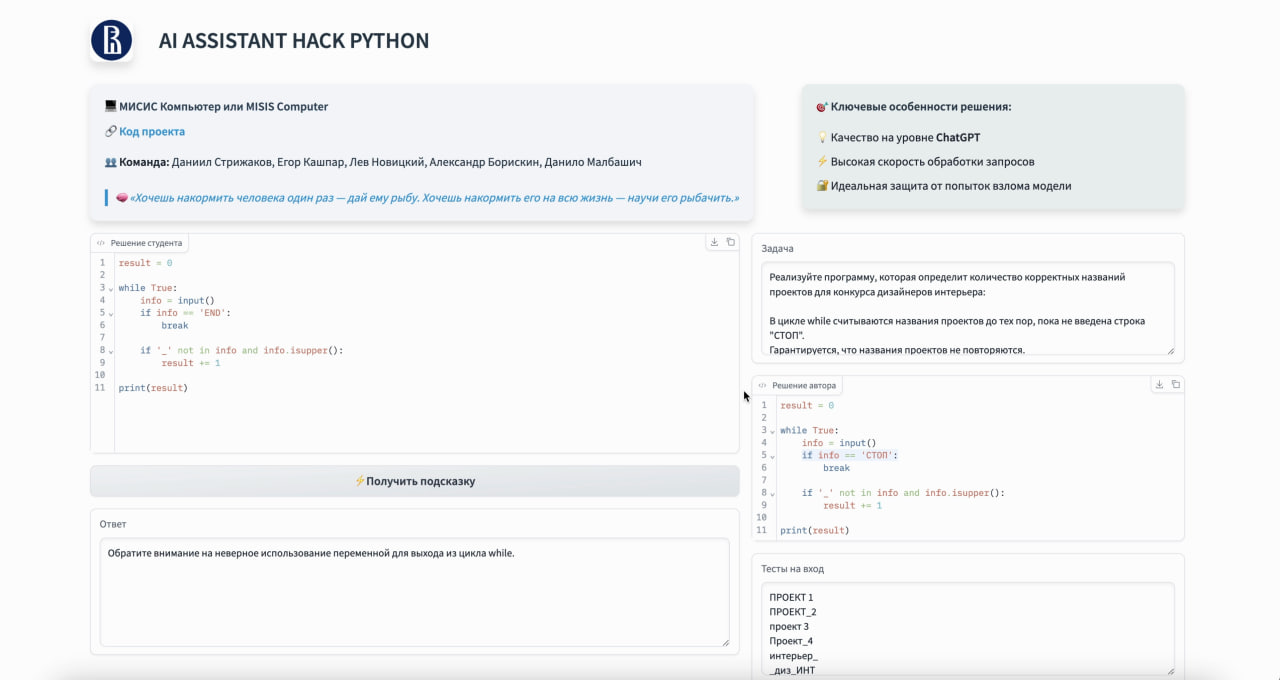 AI ASSISTANT HACK PYTHON
МИСИС Компьютер или MISIS Computer
Код проекта
Команда: Даниил Стрижаков, Егор Кашпар, Лев Новицкий, Александр Борискин, Данило Малбашич
«Хочешь накормить человека один раз — дай ему рыбу. Хочешь накормить его на всю жизнь — научи его рыбачить.»
Ключевые особенности решения:
Качество на уровне ChatGPT
Высокая скорость обработки запросов
Идеальная защита от попыток взлома модели
Решение студента
1 result = 0
2
3 while True:
4     info = input()
5     if info == 'END':
6         break
7
8     if '_' not in info and info.isupper():
9         result += 1
10
11 print(result)
Получить подсказку
Ответ
Обратите внимание на неверное использование переменной для выхода из цикла while.
Задача
Реализуйте программу, которая определит количество корректных названий
проектов для конкурса дизайнеров интерьера:
В цикле while считываются названия проектов до тех пор, пока не введена строка
"СТОП".
Гарантируется, что названия проектов не повторяются.
Решение автора
1 result = 0
2
3 while True:
4     info = input()
5     if info == 'СТОП':
6         break
7
8     if '_' not in info and info.isupper():
9         result += 1
10
11 print(result)
Тесты на вход
ПРОЕКТ 1
ПРОЕКТ_2
проект 3
Проект_4
интерьер_
_диз_ИНТ